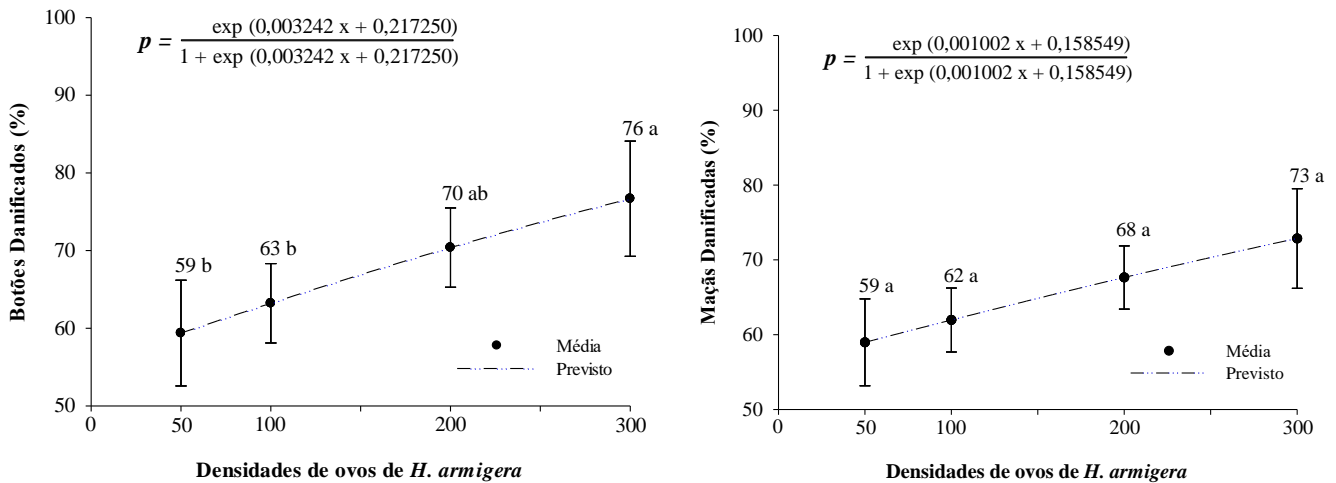 100
90
80
70
60
50
0
50
100
200
300
Botões Danificados (%)
p = exp (0,003242 x + 0,217250)
1 + exp (0,003242 x + 0,217250)
59 b
63 b
70 ab
76 a
Média
Previsto
Densidades de ovos de H. armigera
100
90
80
70
60
50
0
50
100
200
300
Maçãs Danificadas (%)
p = exp (0,001002 x + 0,158549)
1 + exp (0,001002 x + 0,158549)
59 a
62 a
68 a
73 a
Média
Previsto
Densidades de ovos de H. armigera